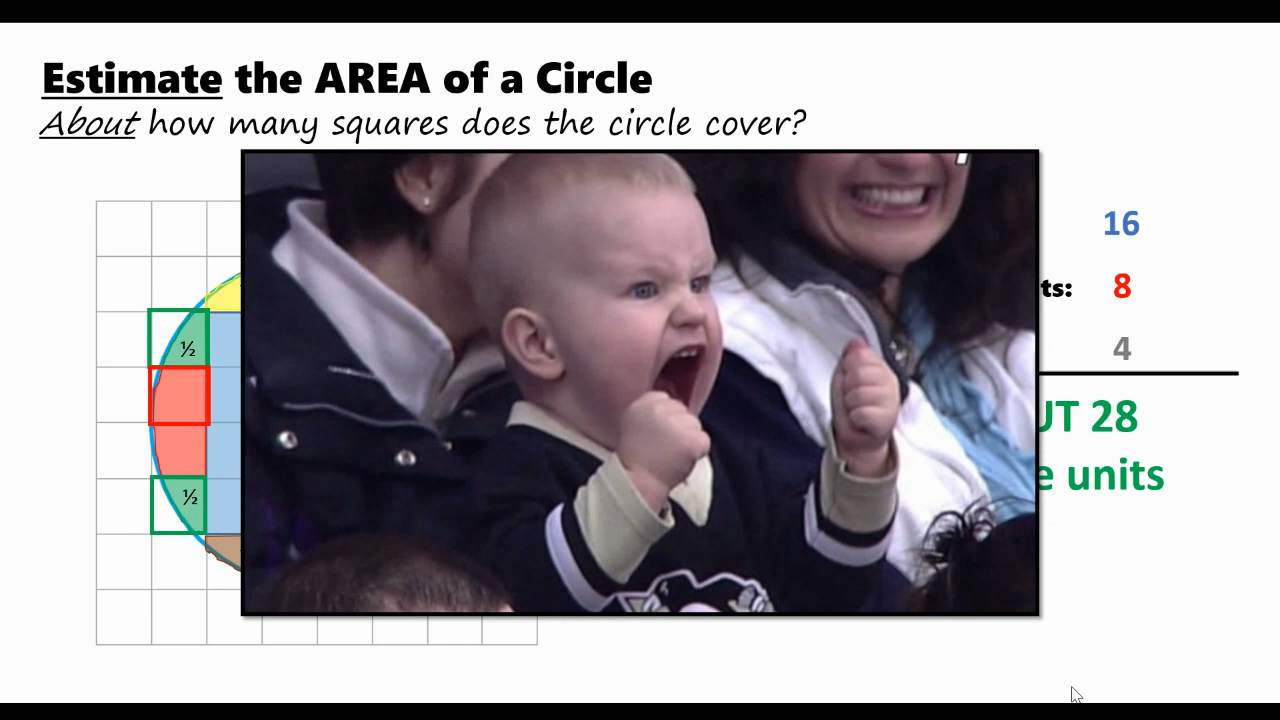 Estimate the AREA of a Circle
About how many squares does the circle cover?
16
ts: 8
½
4
UT 28
e units
½